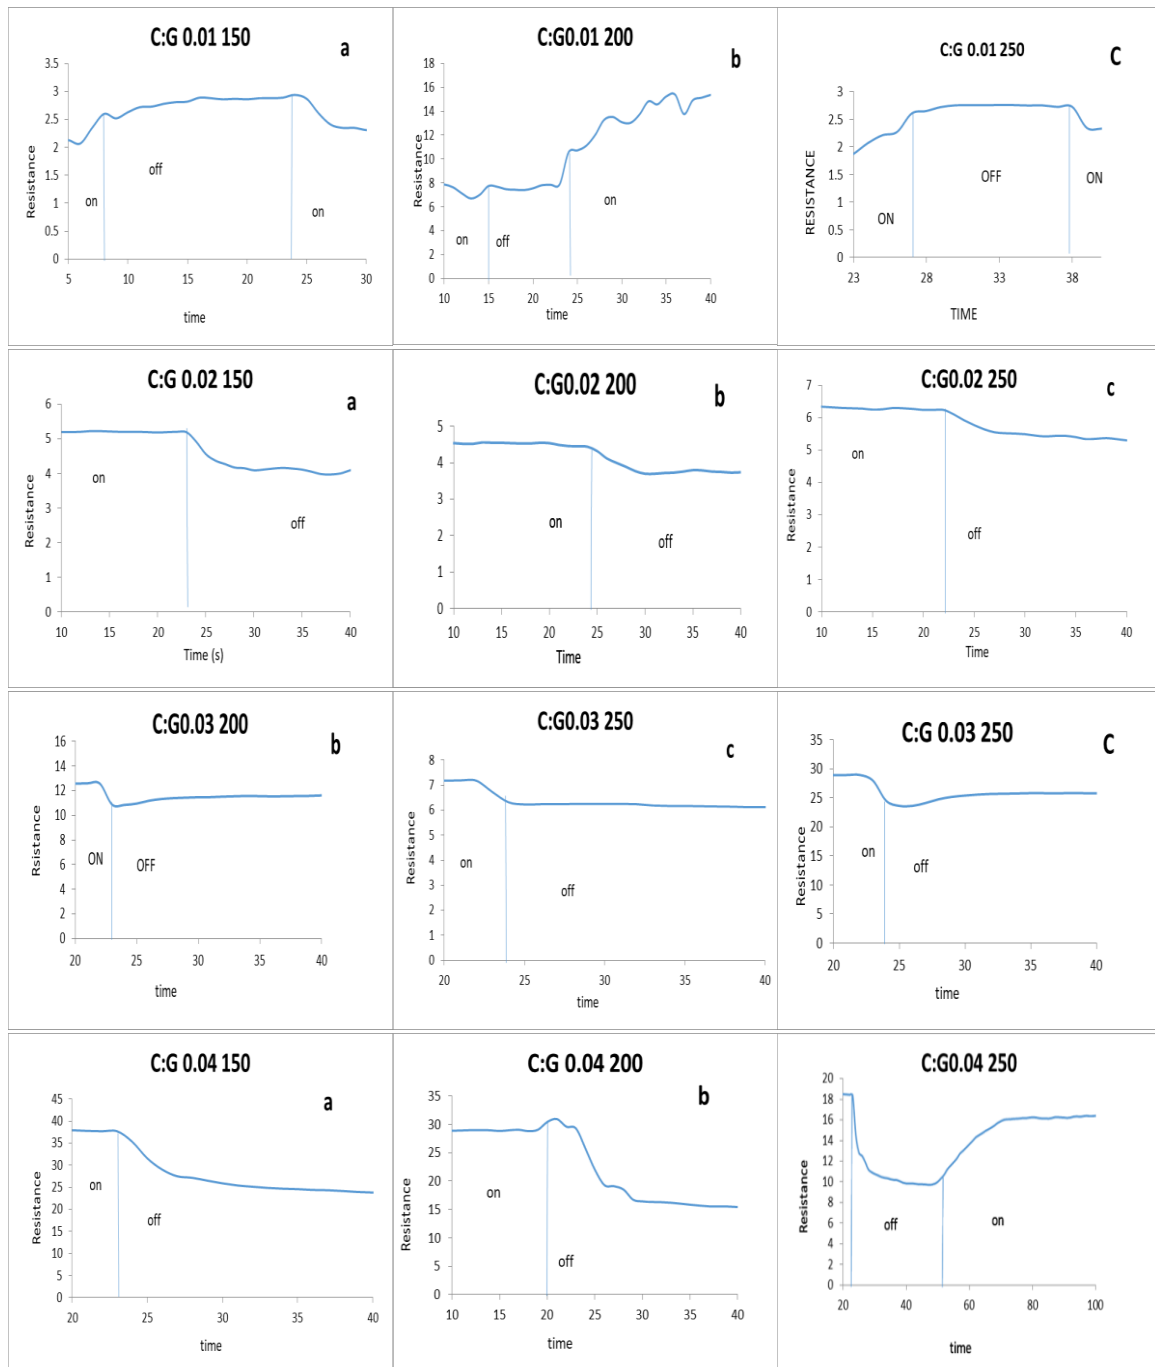 C:G 0.01 150
a
3.5
3
2.5
2
1.5
1
0.5
0
Resistance
on
off
on
5 10 15 20 25 30
time
C:G0.01 200
b
18
16
14
12
10
8
6
4
2
0
Resistance
on
off
on
10 15 20 25 30 35 40
time
C:G 0.01 250
C
3
2.5
2
1.5
1
0.5
0
RESISTANCE
ON
OFF
ON
23 28 33 38
TIME
C:G 0.02 150
a
6
5
4
3
2
1
0
Resistance
on
off
10 15 20 25 30 35 40
Time (s)
C:G0.02 200
b
5
4
3
2
1
0
Resistance
on
off
10 15 20 25 30 35 40
Time
C:G0.02 250
c
7
6
5
4
3
2
1
0
Resistance
on
off
10 15 20 25 30 35 40
Time
C:G0.03 200
b
16
14
12
10
8
6
4
2
0
Rsistance
ON
OFF
20 25 30 35 40
time
C:G0.03 250
c
8
7
6
5
4
3
2
1
0
Resistance
on
off
20 25 30 35 40
time
C:G 0.03 250
C
35
30
25
20
15
10
5
0
Resistance
on
off
20 25 30 35 40
time
C:G 0.04 150
a
45
40
35
30
25
20
15
10
5
0
Resistance
on
off
20 25 30 35 40
time
C:G 0.04 200
b
35
30
25
20
15
10
5
0
Resistance
on
off
10 15 20 25 30 35 40
time
C:G0.04 250
20
18
16
14
12
10
8
6
4
2
0
Resistance
off
on
20 40 60 80 100
time